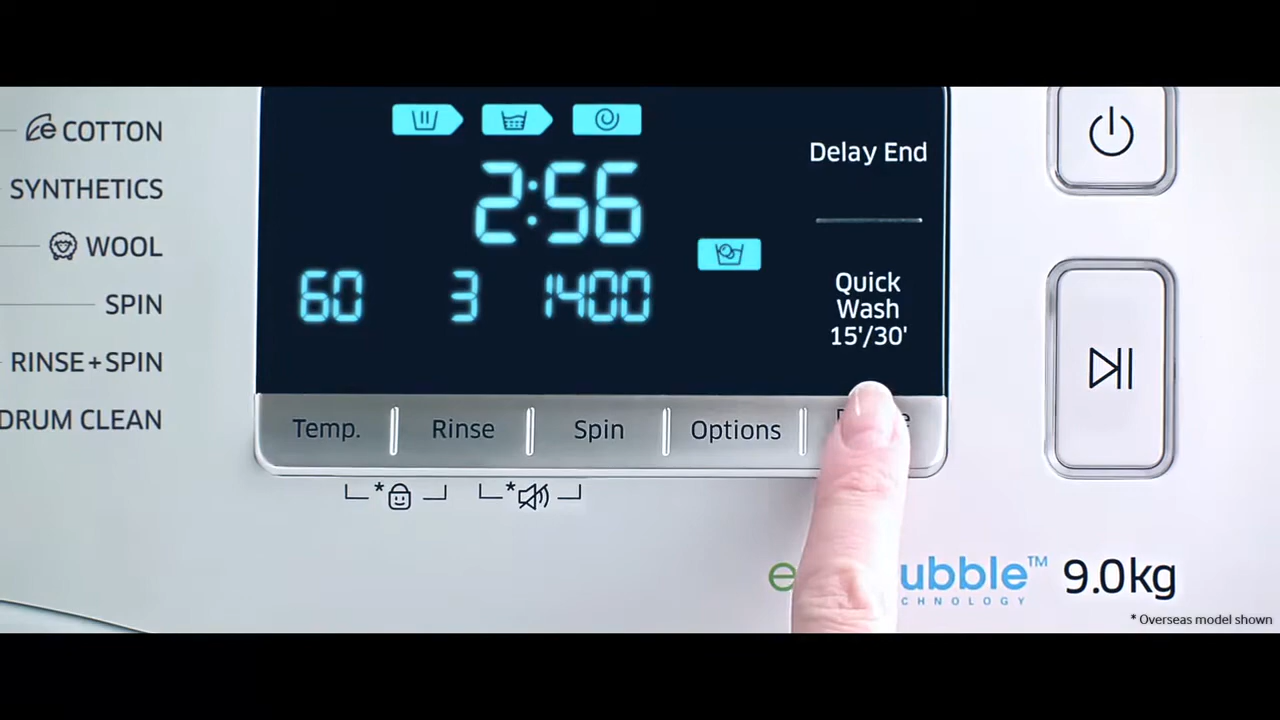 COTTON
SYNTHETICS
WOOL
SPIN
RINSE+SPIN
DRUM CLEAN
2:56
60 3 1400
Delay End
Quick
Wash
15'/30'
Temp. Rinse Spin Options
* *
ubble™ 9.0kg
CHNOLOGY
* Overseas model shown